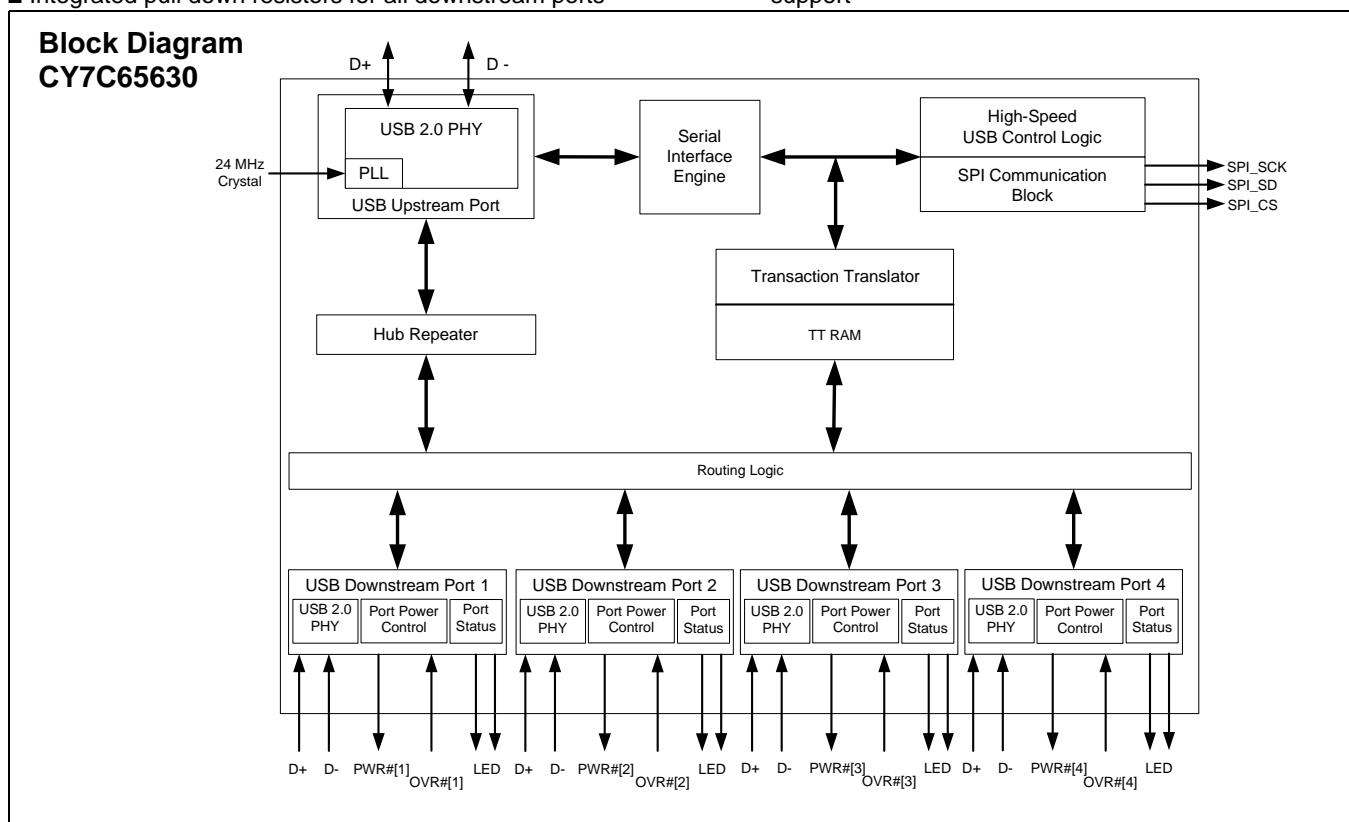 ■ Integrated pull down resistors for all downstream ports
support
Block Diagram
CY7C65630
D+
D -
USB 2.0 PHY
PLL
USB Upstream Port
24 MHz
Crystal
Serial
Interface
Engine
High-Speed
USB Control Logic
SPI Communication
Block
SPI_SCK
SPI_SD
SPI_CS
Transaction Translator
TT RAM
Hub Repeater
Routing Logic
USB Downstream Port 1
USB 2.0
PHY
Port Power
Control
Port
Status
USB Downstream Port 2
USB 2.0
PHY
Port Power
Control
Port
Status
USB Downstream Port 3
USB 2.0
PHY
Port Power
Control
Port
Status
USB Downstream Port 4
USB 2.0
PHY
Port Power
Control
Port
Status
D+
D-
PWR#[1]
OVR#[1]
LED
D+
D-
PWR#[2]
OVR#[2]
LED
D+
D-
PWR#[3]
OVR#[3]
LED
D+
D-
PWR#[4]
OVR#[4]
LED